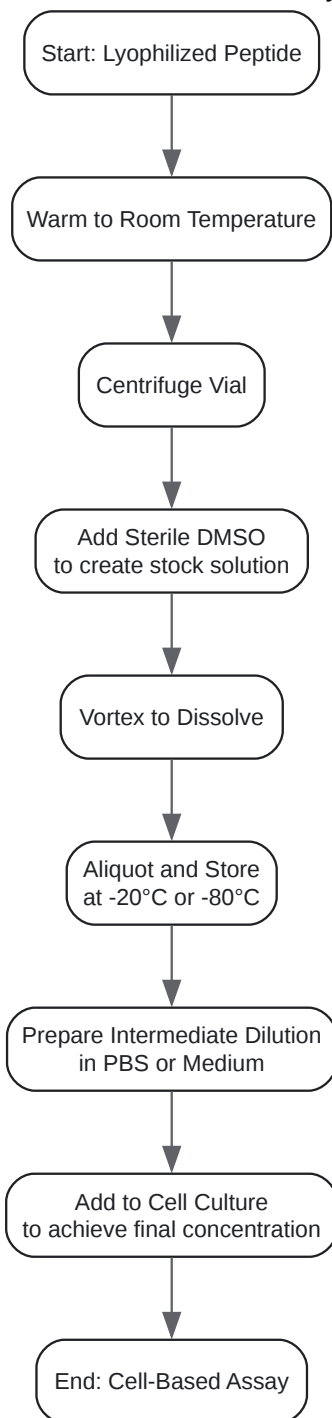 Start: Lyophilized Peptide
Warm to Room Temperature
Centrifuge Vial
Add Sterile DMSO
to create stock solution
Vortex to Dissolve
Aliquot and Store
at -20°C or -80°C
Prepare Intermediate Dilution
in PBS or Medium
Add to Cell Culture
to achieve final concentration
End: Cell-Based Assay